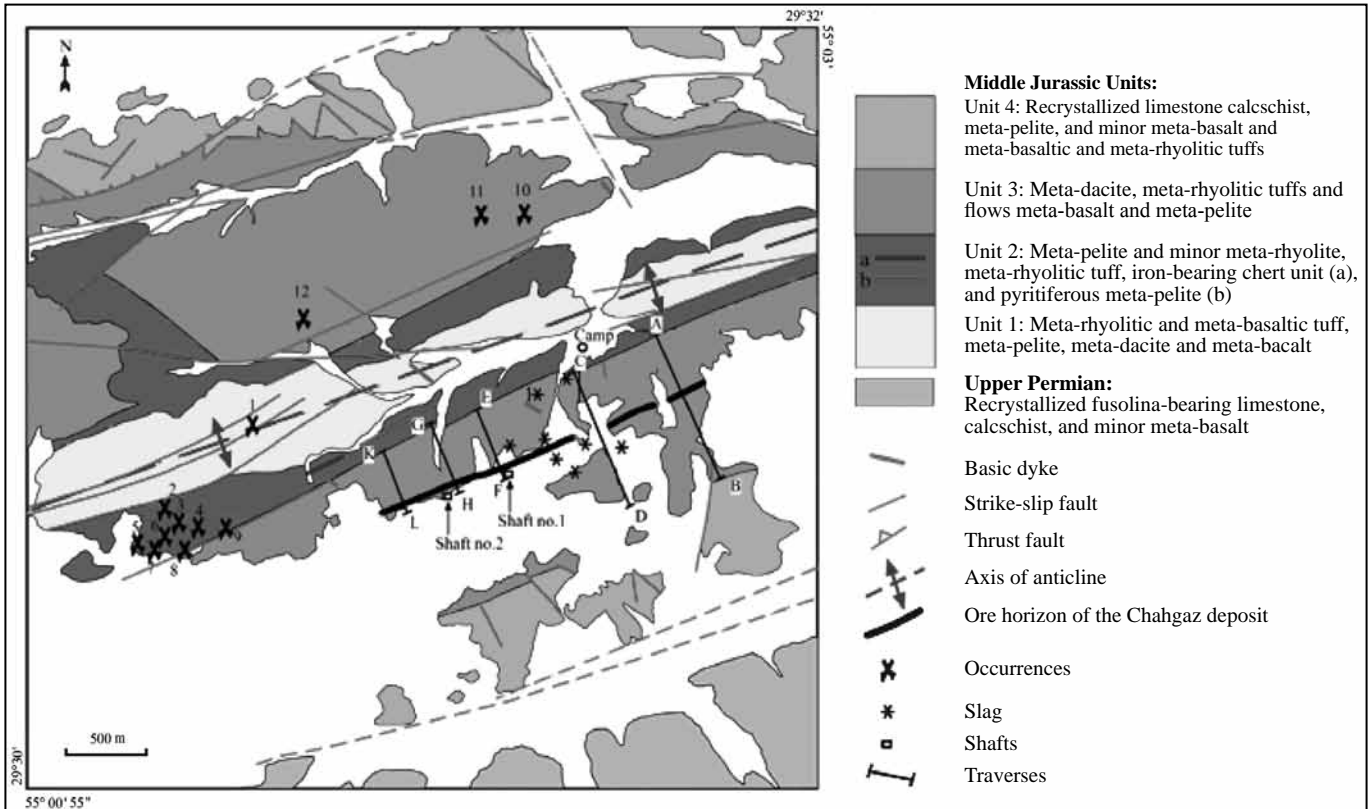 29°32'
55° 03'
N
11 10
12
A
Camp
C
1
E
G
K
2
4
5
9
7
8
F
H
L
B
D
Shaft no.1
Shaft no.2
500 m
29°30'
55° 00' 55"
Middle Jurassic Units:
Unit 4: Recrystallized limestone calcschist,
meta-pelite, and minor meta-basalt and
meta-basaltic and meta-rhyolitic tuffs
Unit 3: Meta-dacite, meta-rhyolitic tuffs and
flows meta-basalt and meta-pelite
a
b
Unit 2: Meta-pelite and minor meta-rhyolite,
meta-rhyolitic tuff, iron-bearing chert unit (a),
and pyritiferous meta-pelite (b)
Unit 1: Meta-rhyolitic and meta-basaltic tuff,
meta-pelite, meta-dacite and meta-bacalt
Upper Permian:
Recrystallized fusolina-bearing limestone,
calcschist, and minor meta-basalt
Basic dyke
Strike-slip fault
Thrust fault
Axis of anticline
Ore horizon of the Chahgaz deposit
Occurrences
Slag
Shafts
Traverses